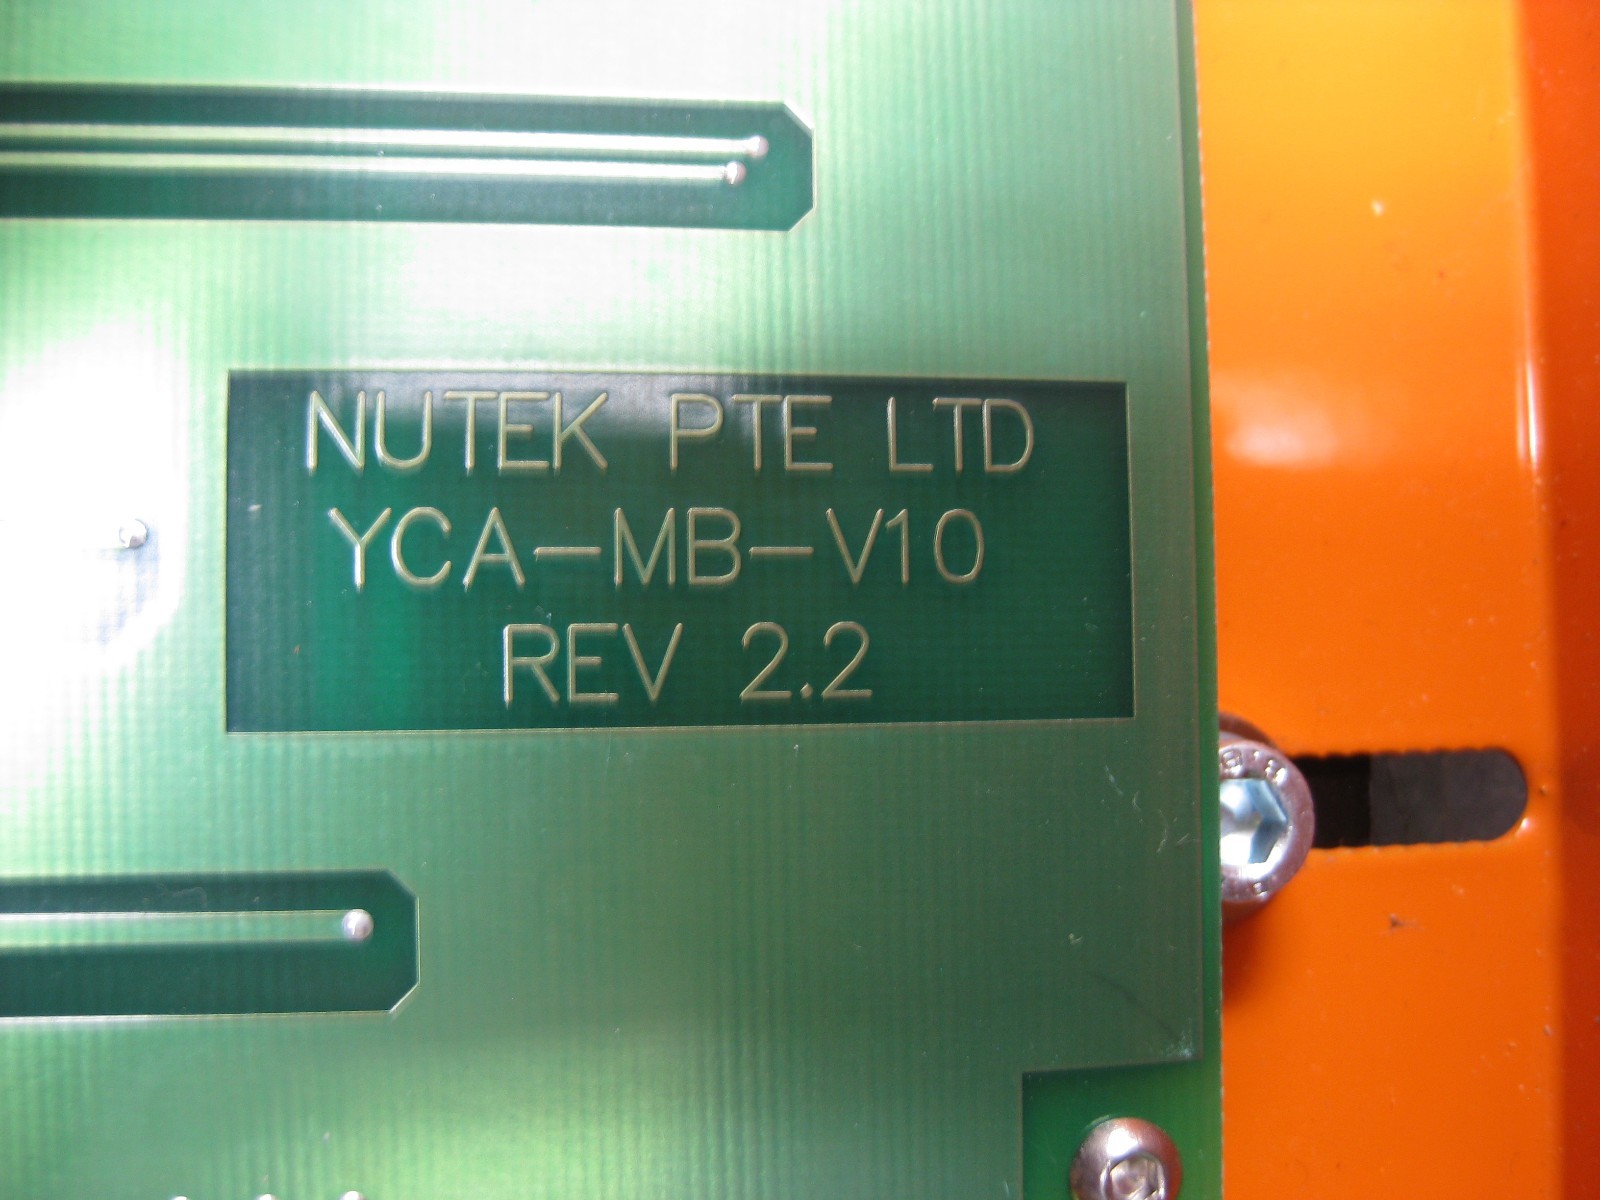 NUTEK PTE LTD
YCA-MB-V10
REV 2.2